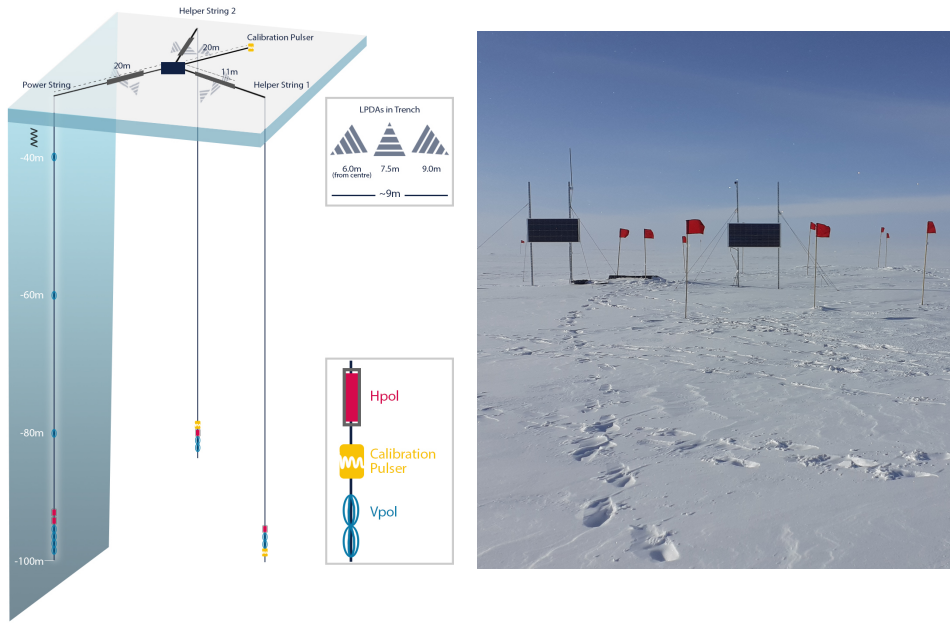 Helper String 2
Calibration Pulser
20m
20m
11m
Power String
Helper String 1
LPDAs in Trench
6.0m
(from centre)
7.5m
9.0m
~9m
-40m
-60m
-80m
-100m
Hpol
Calibration
Pulser
Vpol